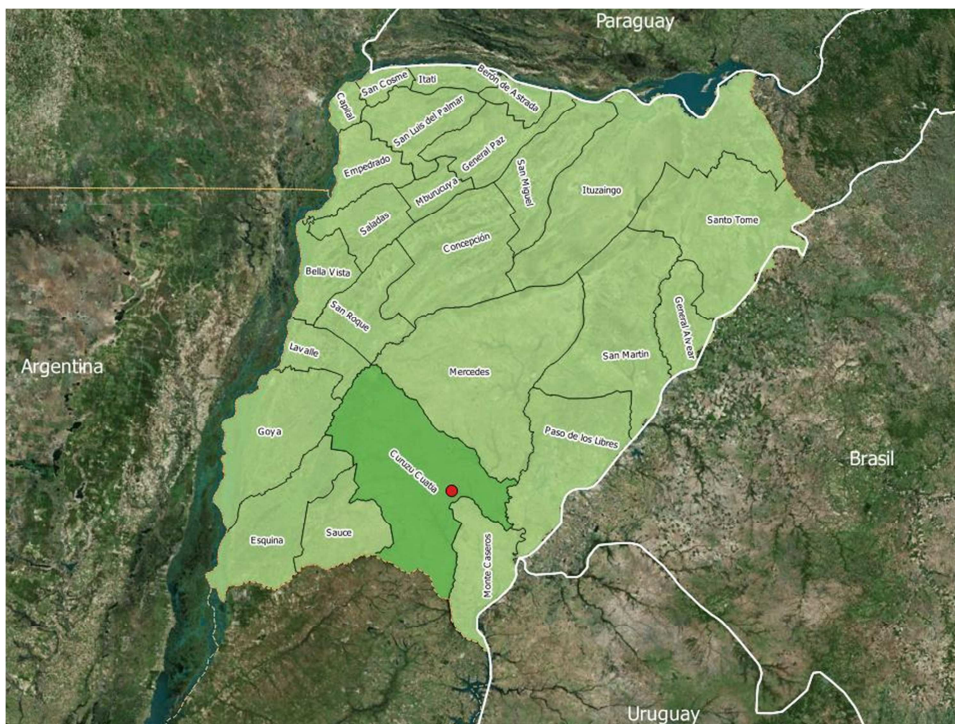 Paraguay
San Cosme
Itati
Berón de Astrada
Capital
San Luis del Palmar
General Paz
Empedrado
Mburucuya
San Miguel
Ituzaingo
Saladas
Santo Tome
Concepción
Bella Vista
San Roque
General Alvear
Lavalle
San Martin
Argentina
Mercedes
Goya
Paso de los Libres
Curuzu Cuatia
Brasil
Sauce
Esquina
Monte Caseros
Uruguay